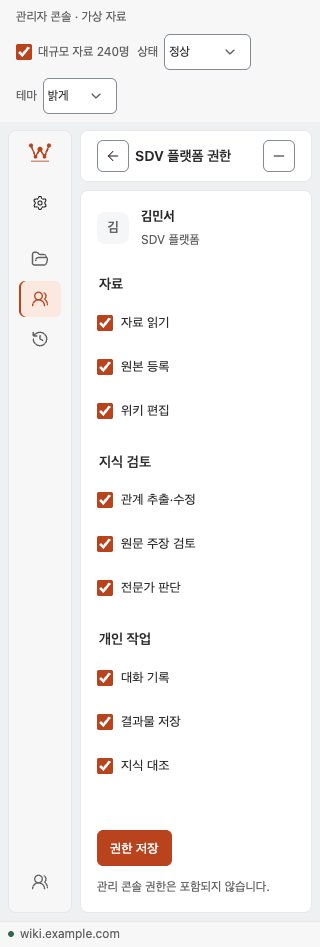 관리자 콘솔 · 가상 자료
대규모 자료 240명 상태 정상
테마 밝게
SDV 플랫폼 권한
김 김민서
SDV 플랫폼
자료
자료 읽기
원본 등록
위키 편집
지식 검토
관계 추출·수정
원문 주장 검토
전문가 판단
개인 작업
대화 기록
결과물 저장
지식 대조
권한 저장
관리 콘솔 권한은 포함되지 않습니다.
wiki.example.com